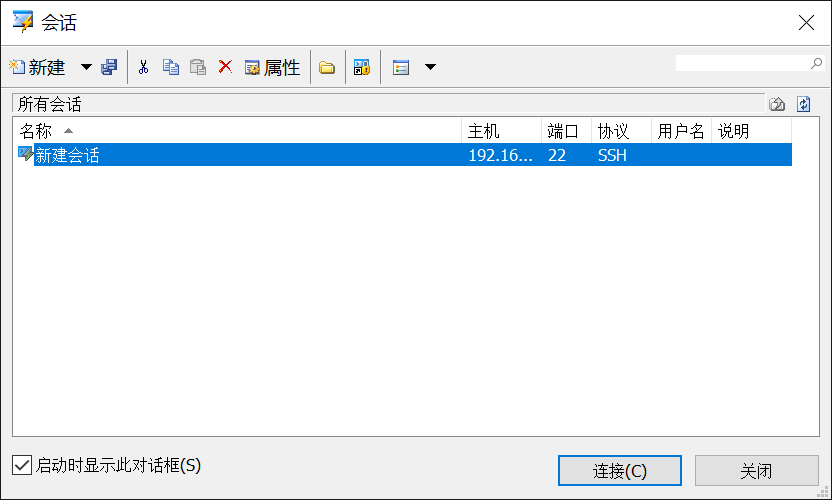 会话
新建 属性
所有会话
名称 主机 端口 协议 用户名 说明
新建会话 192.16... 22 SSH
启动时显示此对话框(S) 连接(C) 关闭